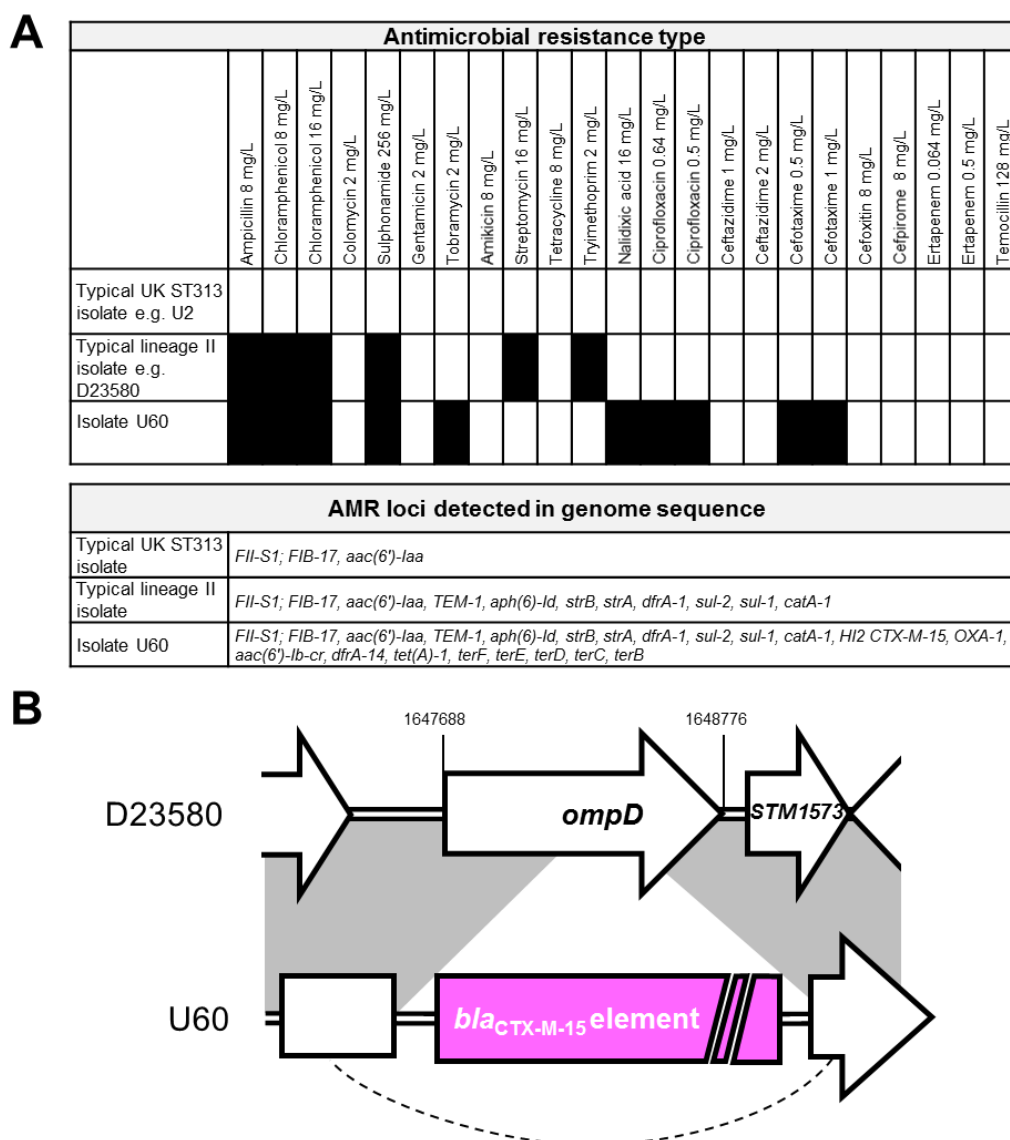 A
Antimicrobial resistance type
Ampicillin 8 mg/L
Chloramphenicol 8 mg/L
Chloramphenicol 16 mg/L
Colomycin 2 mg/L
Sulphonamide 256 mg/L
Gentamicin 2 mg/L
Tobramycin 2 mg/L
Amikicin 8 mg/L
Streptomycin 16 mg/L
Tetracycline 8 mg/L
Tryimethoprim 2 mg/L
Nalidixic acid 16 mg/L
Ciprofloxacin 0.64 mg/L
Ciprofloxacin 0.5 mg/L
Ceftazidime 1 mg/L
Ceftazidime 2 mg/L
Cefotaxime 0.5 mg/L
Cefotaxime 1 mg/L
Cefoxitin 8 mg/L
Cefpirome 8 mg/L
Ertapenem 0.064 mg/L
Ertapenem 0.5 mg/L
Temocillin 128 mg/L
Typical UK ST313
isolate e.g. U2
Typical lineage II
isolate e.g.
D23580
Isolate U60
AMR loci detected in genome sequence
Typical UK ST313
isolate
FII-S1; FIB-17, aac(6')-Iaa
Typical lineage II
isolate
FII-S1; FIB-17, aac(6')-Iaa, TEM-1, aph(6)-Id, strB, strA, dfrA-1, sul-2, sul-1, catA-1
Isolate U60
FII-S1; FIB-17, aac(6')-Iaa, TEM-1, aph(6)-Id, strB, strA, dfrA-1, sul-2, sul-1, catA-1, HI2 CTX-M-15, OXA-1,
aac(6')-Ib-cr, dfrA-14, tet(A)-1, terF, terE, terD, terC, terB
B
1647688
1648776
D23580
ompD
STM1573
U60
bla CTX-M-15 element